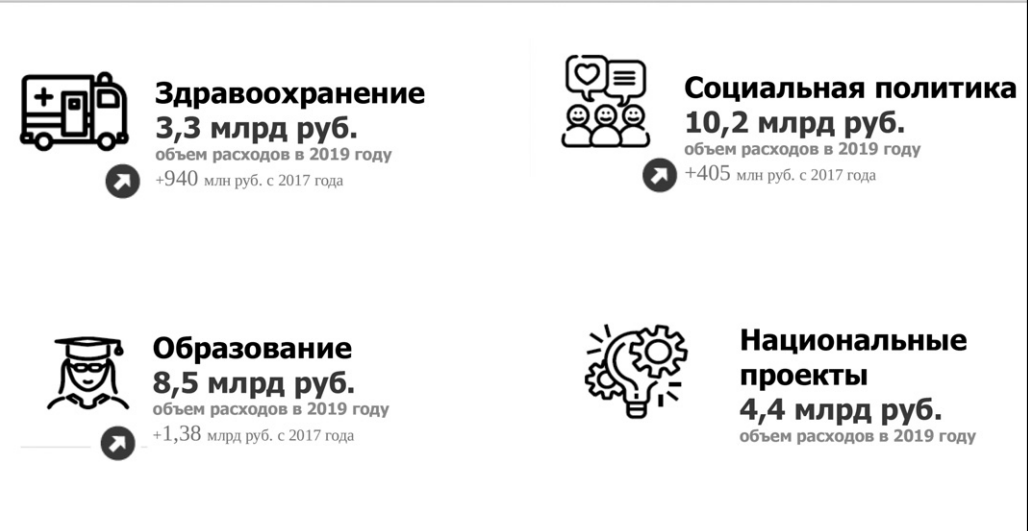 Здравоохранение
3,3 млрд руб.
объем расходов в 2019 году
+940 млн руб. с 2017 года
Социальная политика
10,2 млрд руб.
объем расходов в 2019 году
+405 млн руб. с 2017 года
Образование
8,5 млрд руб.
объем расходов в 2019 году
+1,38 млрд руб. с 2017 года
Национальные
проекты
4,4 млрд руб.
объем расходов в 2019 году